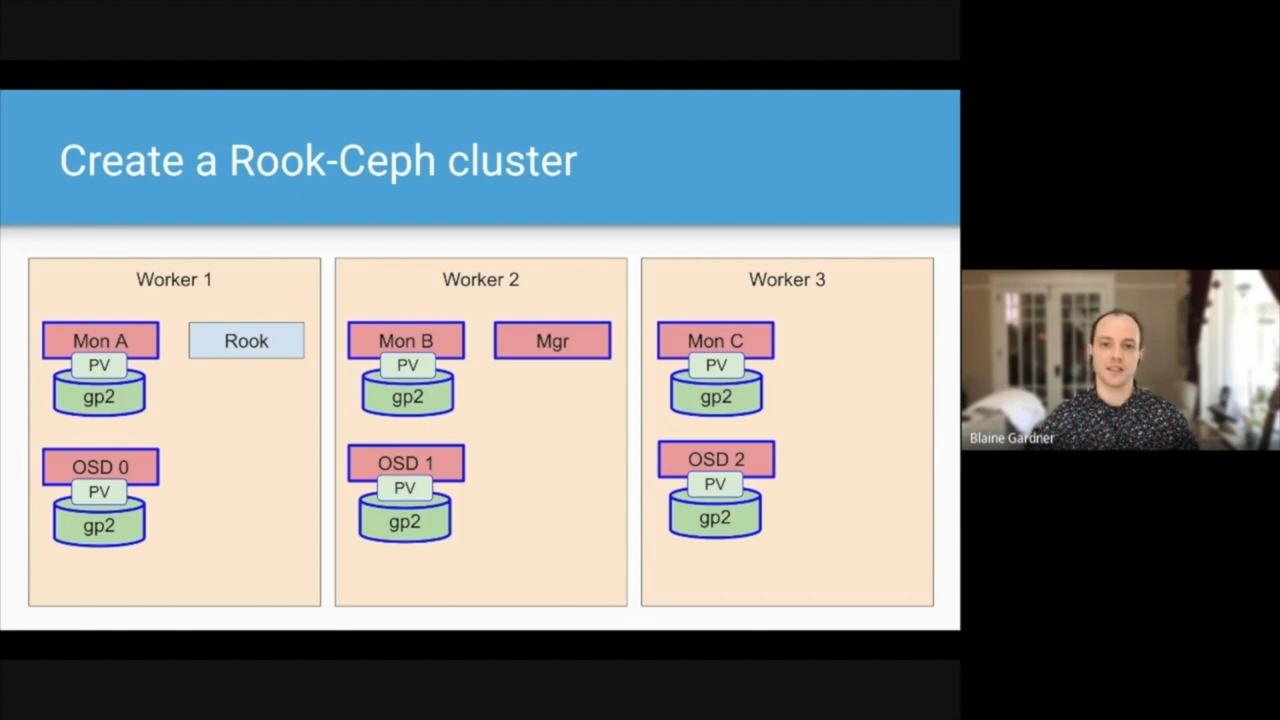 Create a Rook-Ceph cluster
Worker 1
Mon A
Rook
PV
gp2
OSD 0
PV
gp2
Worker 2
Mon B
Mgr
PV
gp2
OSD 1
PV
gp2
Worker 3
Mon C
PV
gp2
OSD 2
PV
gp2
Blaine Gardner